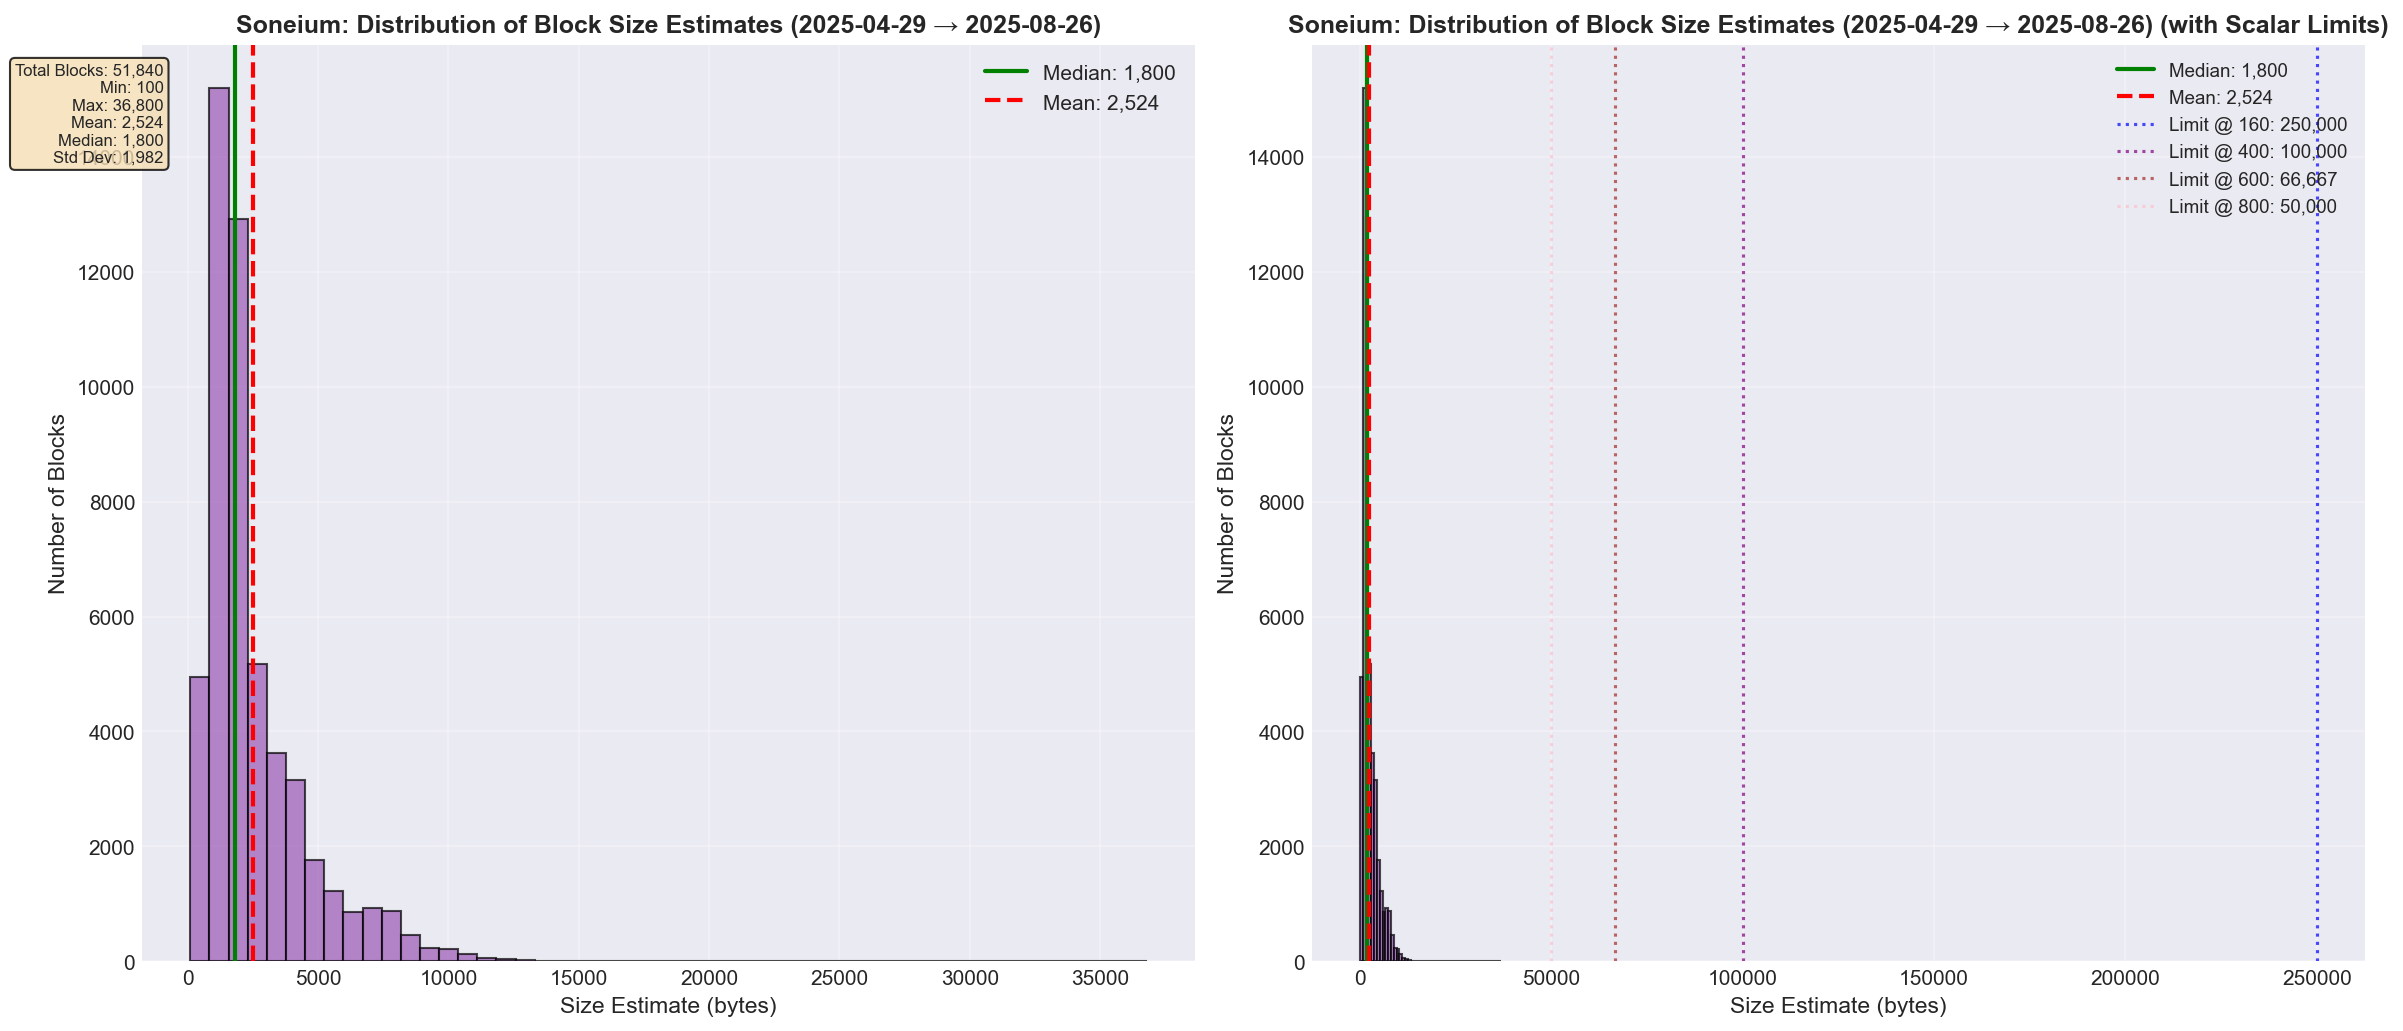 Soneium: Distribution of Block Size Estimates (2025-04-29 → 2025-08-26)
Total Blocks: 51,840
Min: 100
Max: 36,800
Mean: 2,524
Median: 1,800
Std Dev: 1,982
Median: 1,800
Mean: 2,524
14000
12000
10000
8000
6000
4000
2000
0
Number of Blocks
0 5000 10000 15000 20000 25000 30000 35000
Size Estimate (bytes)
Soneium: Distribution of Block Size Estimates (2025-04-29 → 2025-08-26) (with Scalar Limits)
Median: 1,800
Mean: 2,524
Limit @ 160: 250,000
Limit @ 400: 100,000
Limit @ 600: 66,667
Limit @ 800: 50,000
14000
12000
10000
8000
6000
4000
2000
0
Number of Blocks
0 50000 100000 150000 200000 250000
Size Estimate (bytes)